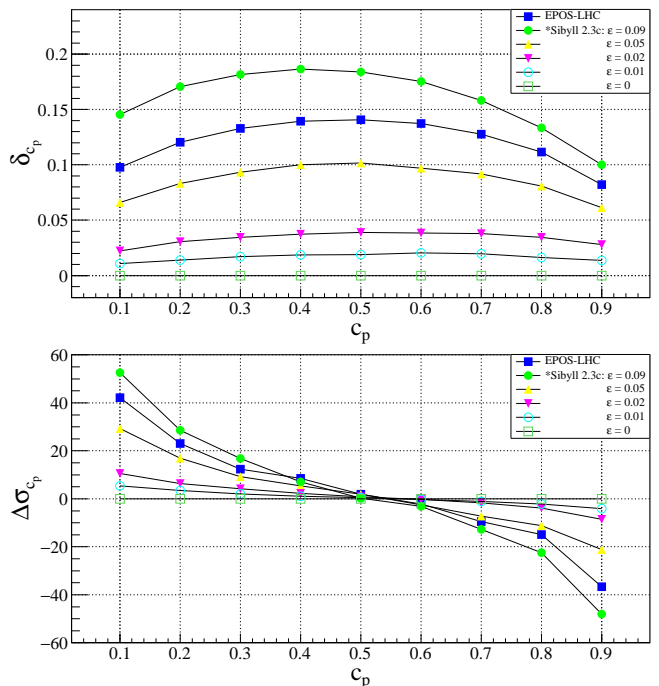 EPOS-LHC
*Sibyll 2.3c: ε = 0.09
ε = 0.05
ε = 0.02
ε = 0.01
ε = 0
0.2
0.15
0.1
0.05
0
δcp
0.1 0.2 0.3 0.4 0.5 0.6 0.7 0.8 0.9
cp
EPOS-LHC
*Sibyll 2.3c: ε = 0.09
ε = 0.05
ε = 0.02
ε = 0.01
ε = 0
60
40
20
0
−20
−40
−60
Δσcp
0.1 0.2 0.3 0.4 0.5 0.6 0.7 0.8 0.9
cp